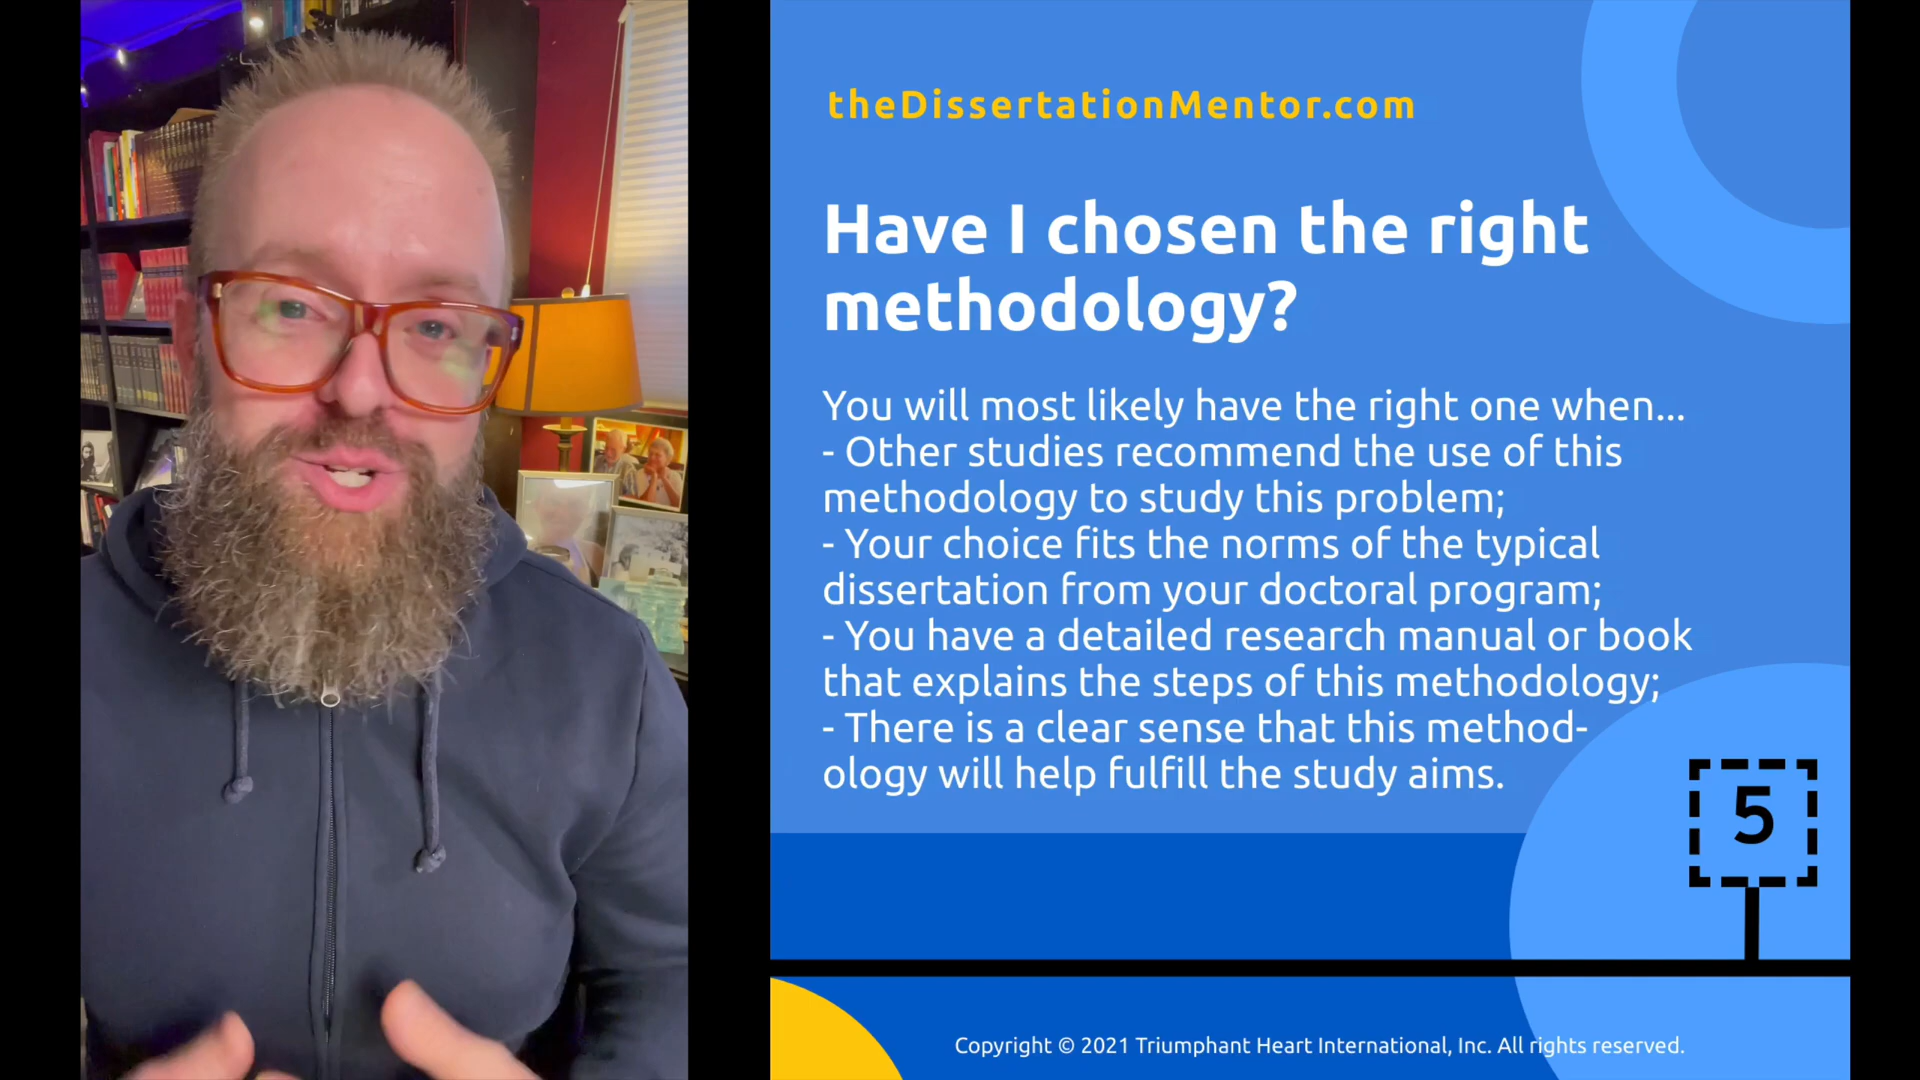 theDissertationMentor.com
Have I chosen the right
methodology?
You will most likely have the right one when...
- Other studies recommend the use of this
methodology to study this problem;
- Your choice fits the norms of the typical
dissertation from your doctoral program;
- You have a detailed research manual or book
that explains the steps of this methodology;
- There is a clear sense that this method-
ology will help fulfill the study aims.
5
Copyright © 2021 Triumphant Heart International, Inc. All rights reserved.